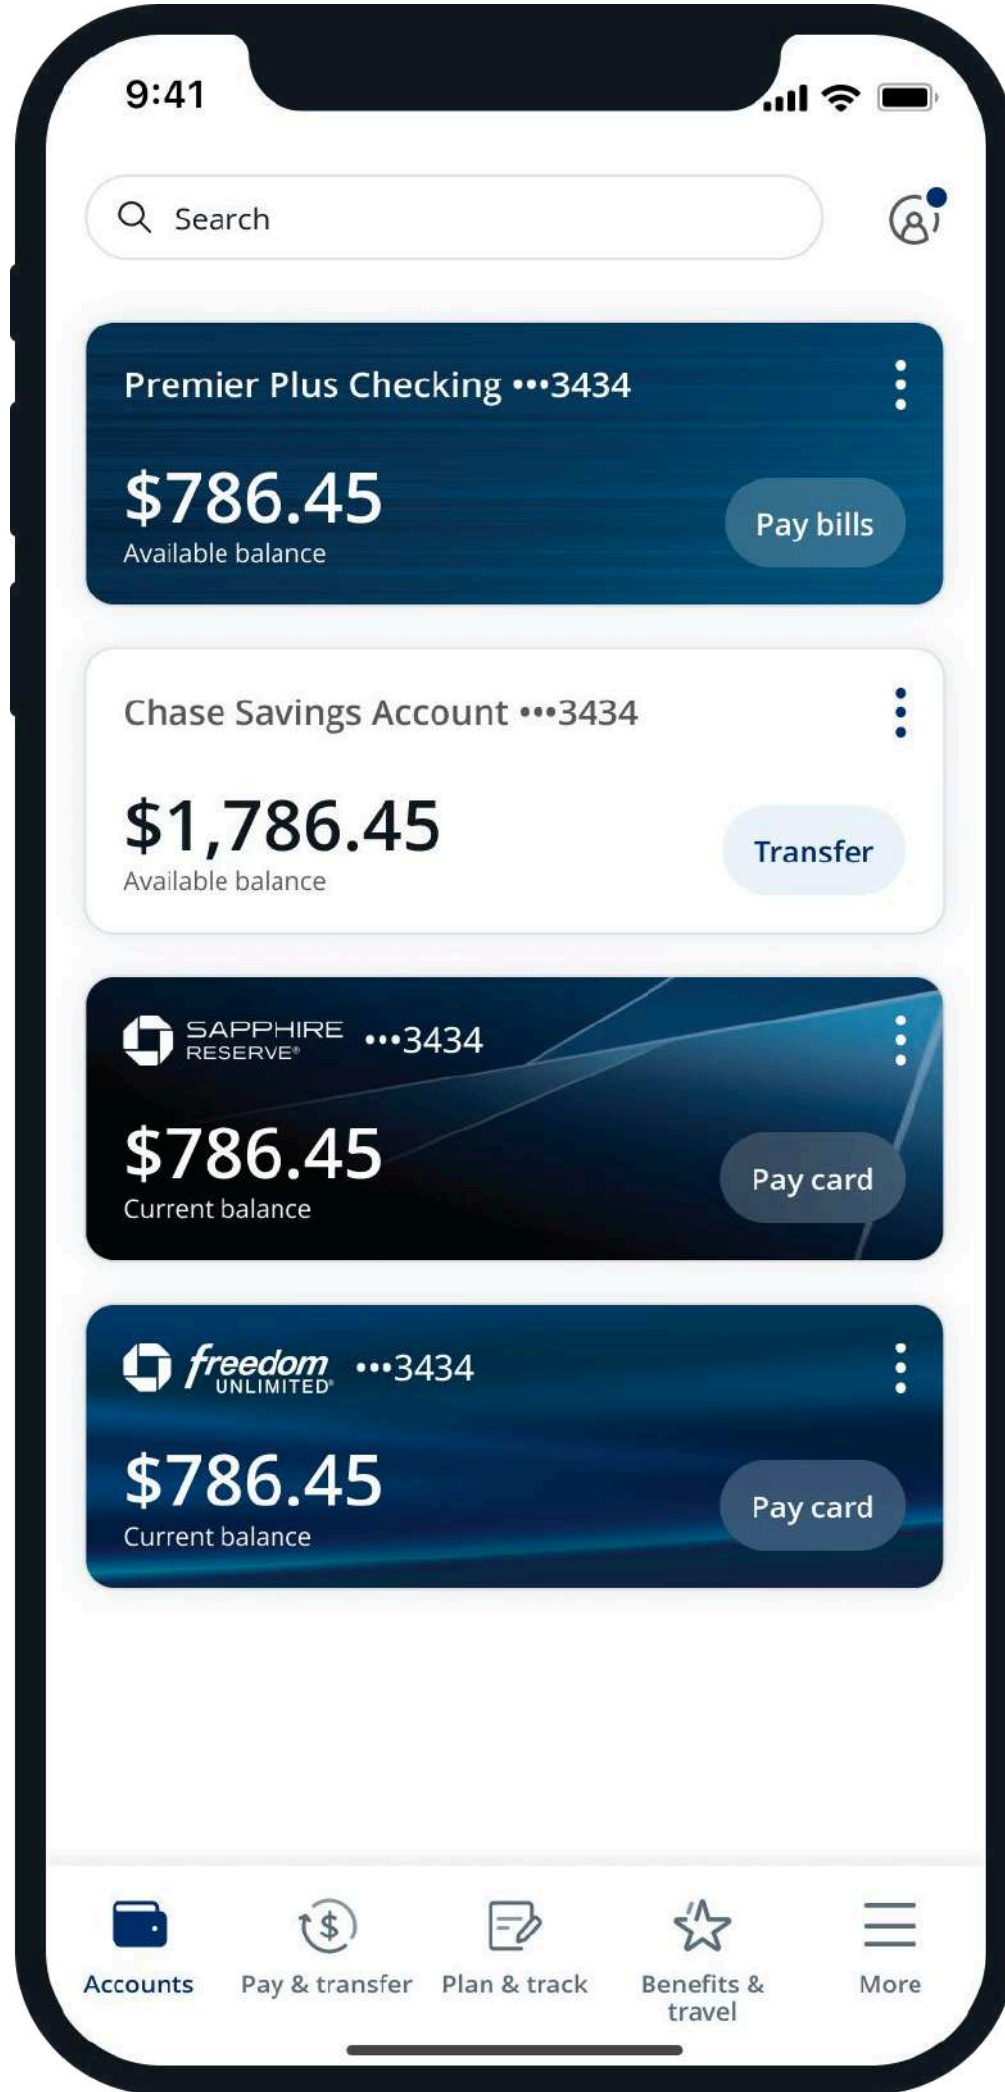 9:41
Search
Premier Plus Checking •••3434
$786.45
Available balance
Pay bills
Chase Savings Account •••3434
$1,786.45
Available balance
Transfer
SAPPHIRE
RESERVE® •••3434
$786.45
Current balance
Pay card
freedom
UNLIMITED® •••3434
$786.45
Current balance
Pay card
Accounts
Pay & transfer
Plan & track
Benefits &
travel
More